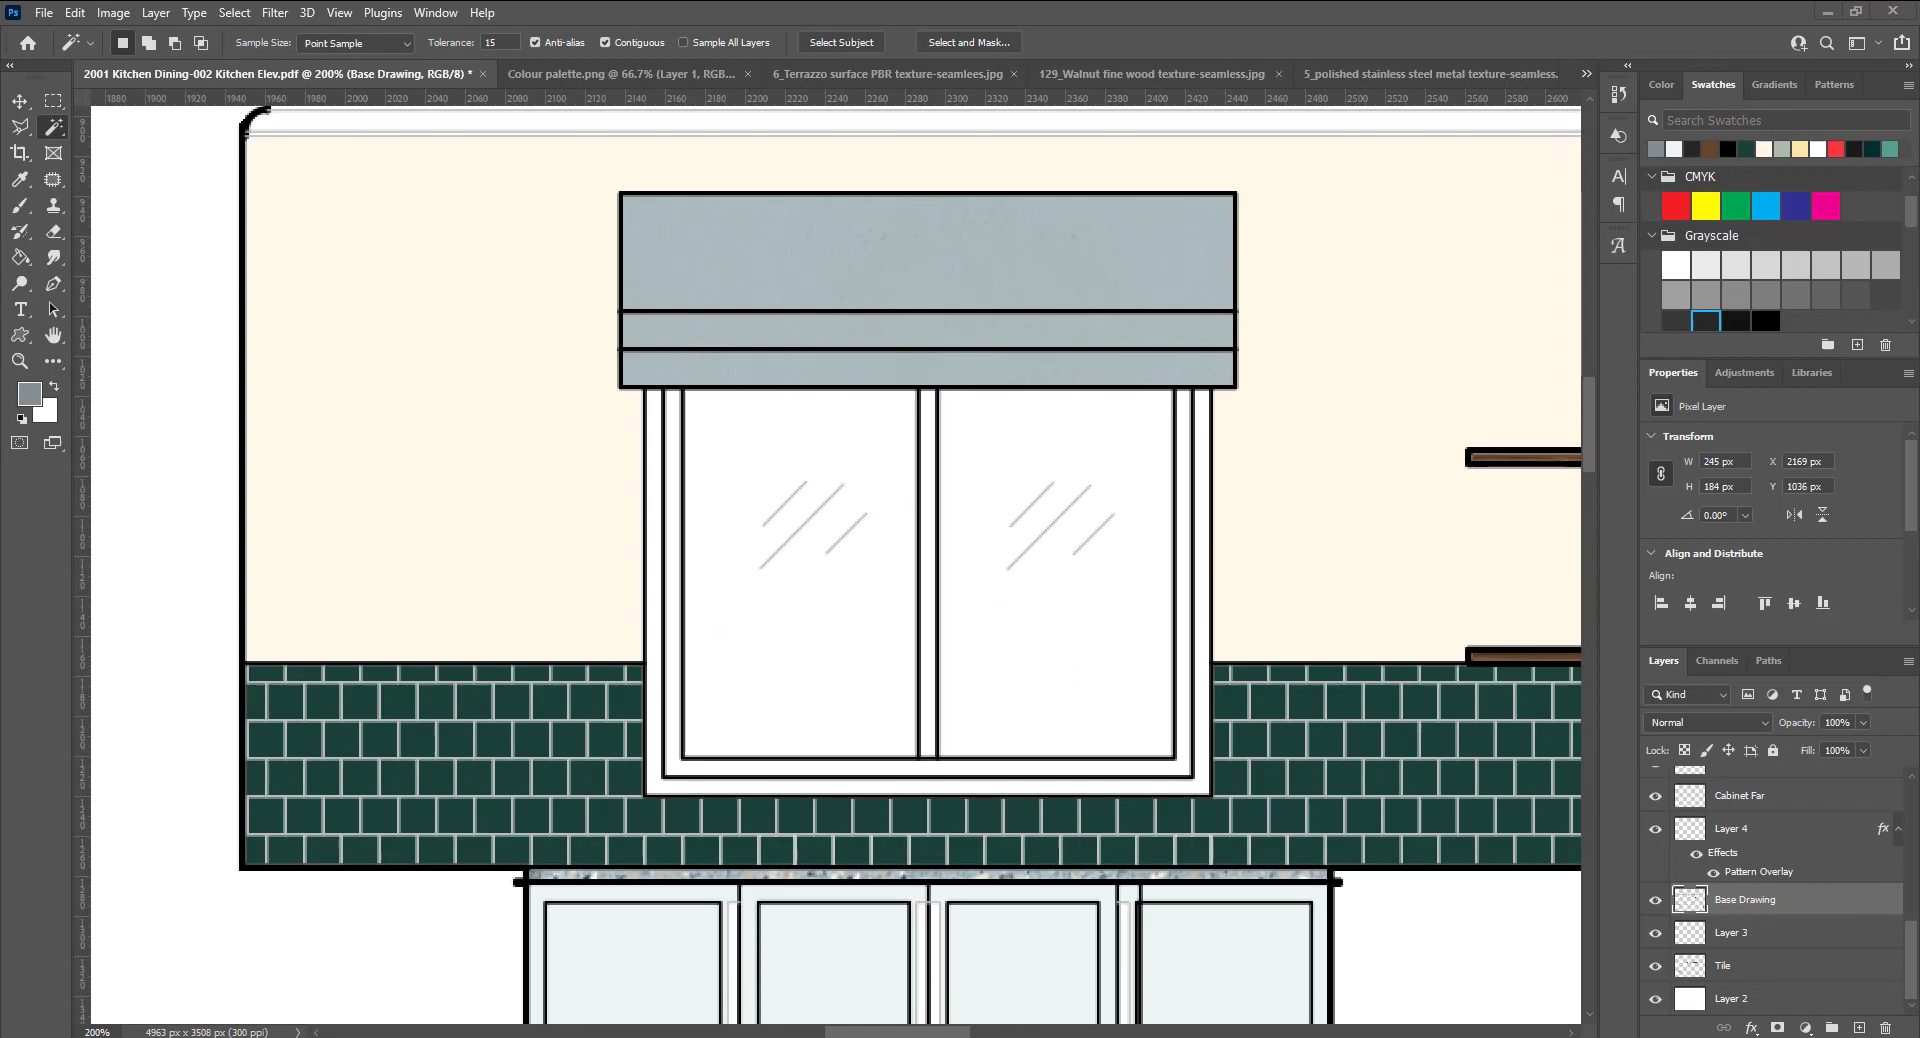 Ps File Edit Image Layer Type Select Filter 3D View Plugins Window Help
Sample Size: Point Sample Tolerance: 15 Anti-alias Contiguous Sample All Layers Select Subject Select and Mask...
2001 Kitchen Dining-002 Kitchen Elev.pdf @ 200% (Base Drawing, RGB/8) * × Colour palette.png @ 66.7% (Layer 1, RGB... × 6_Terrazzo surface PBR texture-seamlees.jpg × 129_Walnut fine wood texture-seamless.jpg × 5_polished stainless steel metal texture-seamless.
1880 1900 1920 1940 1960 1980 2000 2020 2040 2060 2080 2100 2120 2140 2160 2180 2200 2220 2240 2260 2280 2300 2320 2340 2360 2380 2400 2420 2440 2460 2480 2500 2520 2540 2560 2580 2600
Color Swatches Gradients Patterns
Search Swatches
CMYK
Grayscale
Properties Adjustments Libraries
Pixel Layer
Transform
W 245 px X 2169 px
H 184 px Y 1036 px
0.00°
Align and Distribute
Align:
Layers Channels Paths
Kind
Normal Opacity: 100%
Lock: Fill: 100%
Cabinet Far
Layer 4 fx
Effects
Pattern Overlay
Base Drawing
Layer 3
Tile
Layer 2
200% 4963 px x 3508 px (300 ppi)